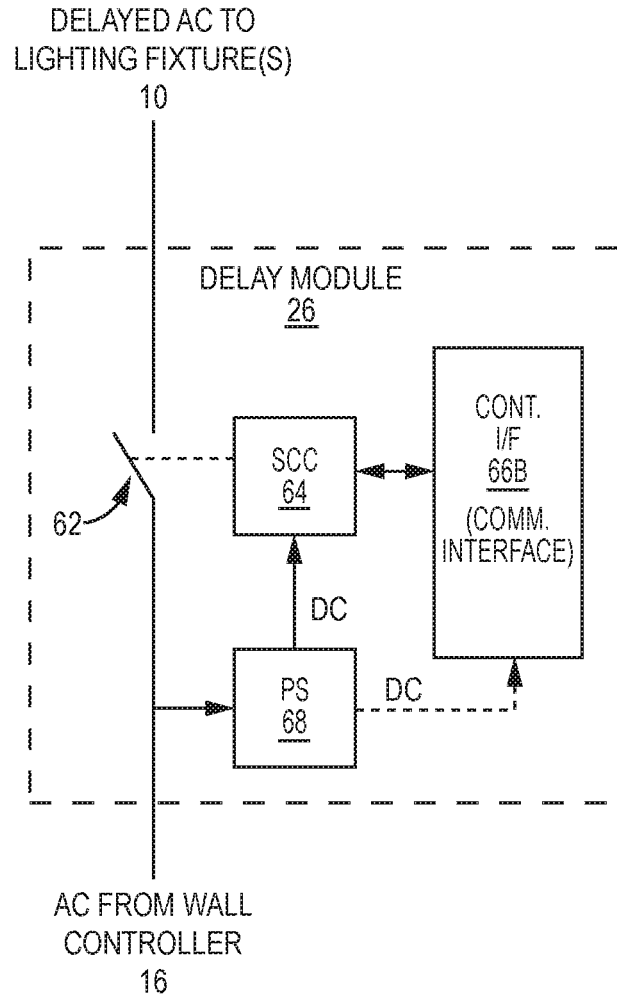 DELAYED AC TO
LIGHTING FIXTURE(S)
10
DELAY MODULE
26
CONT.
I/F
66B
(COMM.
INTERFACE)
SCC
64
62
DC
PS
68
DC
AC FROM WALL
CONTROLLER
16